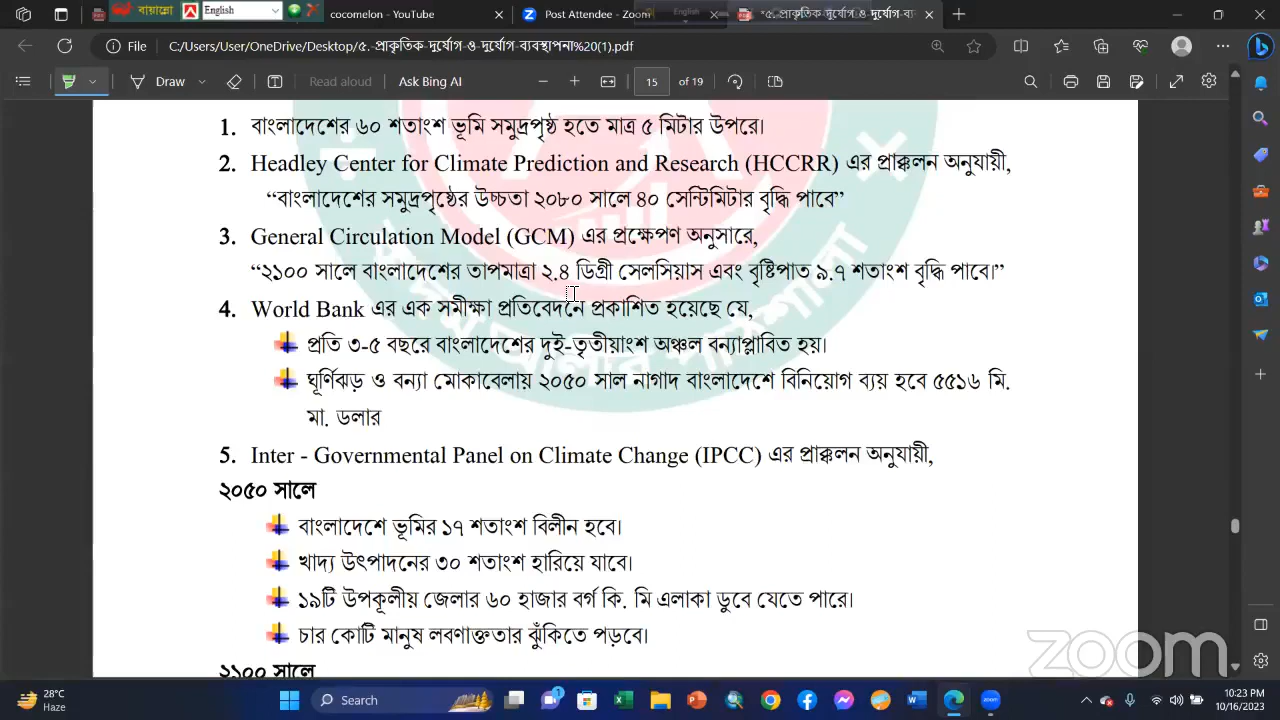 বায়ান্নো English cocomelon - YouTube Post Attendee - Zoom English ৫. প্রাকৃতিক দুর্যোগ ও দুর্যোগ ব্য
File C:/Users/User/OneDrive/Desktop/৫.-প্রাকৃতিক-দুর্যোগ-ও-দুর্যোগ-ব্যবস্থাপনা%20(1).pdf
Draw Read aloud Ask Bing AI 15 of 19
1. বাংলাদেশের ৬০ শতাংশ ভূমি সমুদ্রপৃষ্ঠ হতে মাত্র ৫ মিটার উপরে।
2. Headley Center for Climate Prediction and Research (HCCRR) এর প্রাক্কলন অনুযায়ী,
“বাংলাদেশের সমুদ্রপৃষ্ঠের উচ্চতা ২০৮০ সালে ৪০ সেন্টিমিটার বৃদ্ধি পাবে”
3. General Circulation Model (GCM) এর প্রক্ষেপণ অনুসারে,
“২১০০ সালে বাংলাদেশের তাপমাত্রা ২.৪ ডিগ্রী সেলসিয়াস এবং বৃষ্টিপাত ৯.৭ শতাংশ বৃদ্ধি পাবে।”
4. World Bank এর এক সমীক্ষা প্রতিবেদনে প্রকাশিত হয়েছে যে,
প্রতি ৩-৫ বছরে বাংলাদেশের দুই-তৃতীয়াংশ অঞ্চল বন্যাপ্লাবিত হয়।
ঘূর্ণিঝড় ও বন্যা মোকাবেলায় ২০৫০ সাল নাগাদ বাংলাদেশে বিনিয়োগ ব্যয় হবে ৫৫১৬ মি.
মা. ডলার
5. Inter - Governmental Panel on Climate Change (IPCC) এর প্রাক্কলন অনুযায়ী,
২০৫০ সালে
বাংলাদেশে ভূমির ১৭ শতাংশ বিলীন হবে।
খাদ্য উৎপাদনের ৩০ শতাংশ হারিয়ে যাবে।
১৯টি উপকূলীয় জেলার ৬০ হাজার বর্গ কি. মি এলাকা ডুবে যেতে পারে।
চার কোটি মানুষ লবণাক্ততার ঝুঁকিতে পড়বে।
zoom
২১০০ সালে
28°C Search 10:23 PM
Haze 10/16/2023